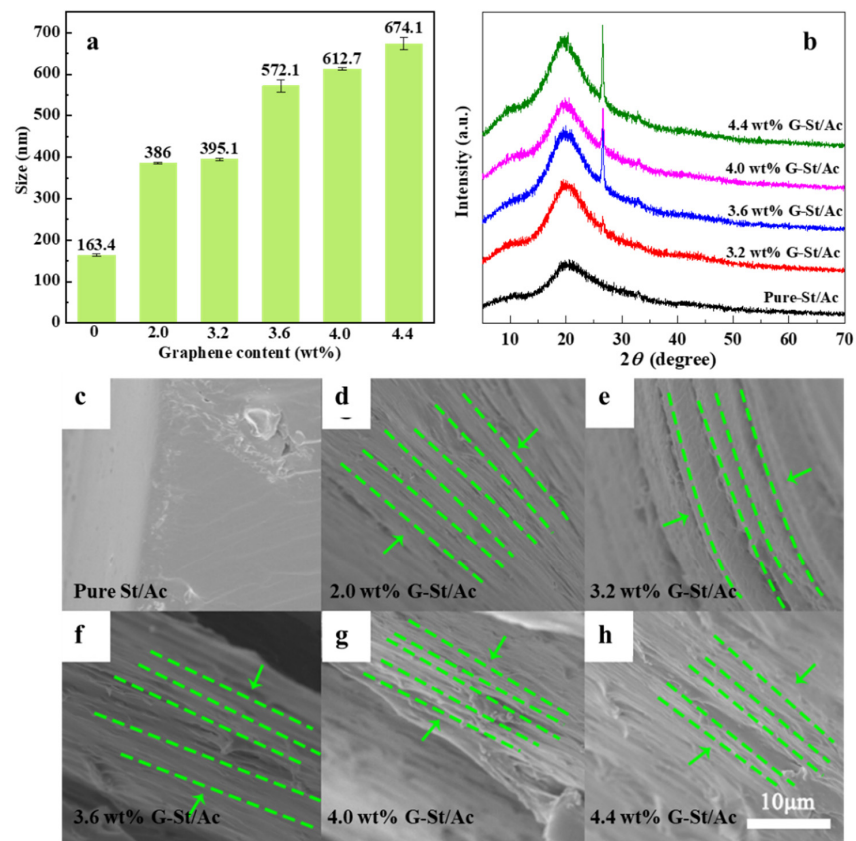 a
700
600
500
400
300
200
100
0
Size (nm)
163.4
386
395.1
572.1
612.7
674.1
0 2.0 3.2 3.6 4.0 4.4
Graphene content (wt%)
b
Intensity (a.u.)
4.4 wt% G-St/Ac
4.0 wt% G-St/Ac
3.6 wt% G-St/Ac
3.2 wt% G-St/Ac
Pure-St/Ac
10 20 30 40 50 60 70
2θ (degree)
c
Pure St/Ac
d
2.0 wt% G-St/Ac
e
3.2 wt% G-St/Ac
f
3.6 wt% G-St/Ac
g
4.0 wt% G-St/Ac
h
10μm
4.4 wt% G-St/Ac